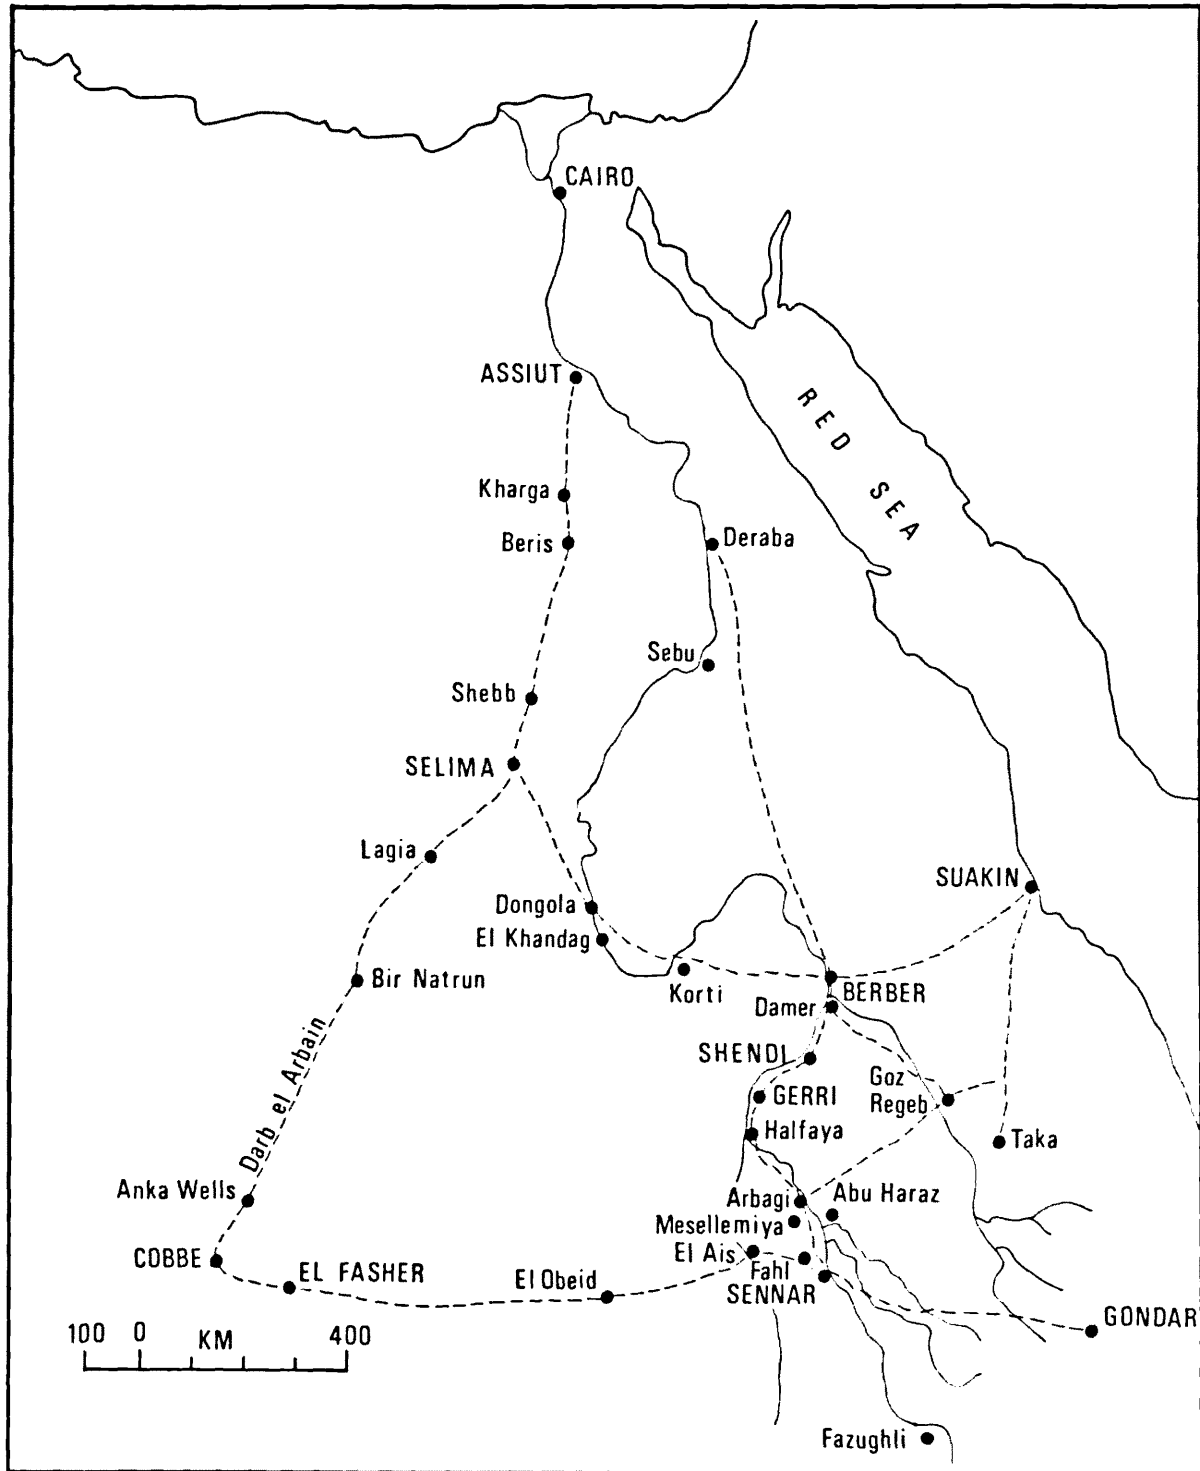 CAIRO
ASSIUT
RED SEA
Kharga
Beris
Deraba
Sebu
Shebb
SELIMA
Lagia
SUAKIN
Dongola
El Khandag
Bir Natrun
Korti
BERBER
Damer
Darb el Arbain
SHENDI
Goz
Regeb
GERRI
Halfaya
Taka
Anka Wells
Arbagi
Abu Haraz
Mesellemiya
El Ais
COBBE
Fahl
EL FASHER
El Obeid
SENNAR
GONDAR
100 0 KM 400
Fazughli